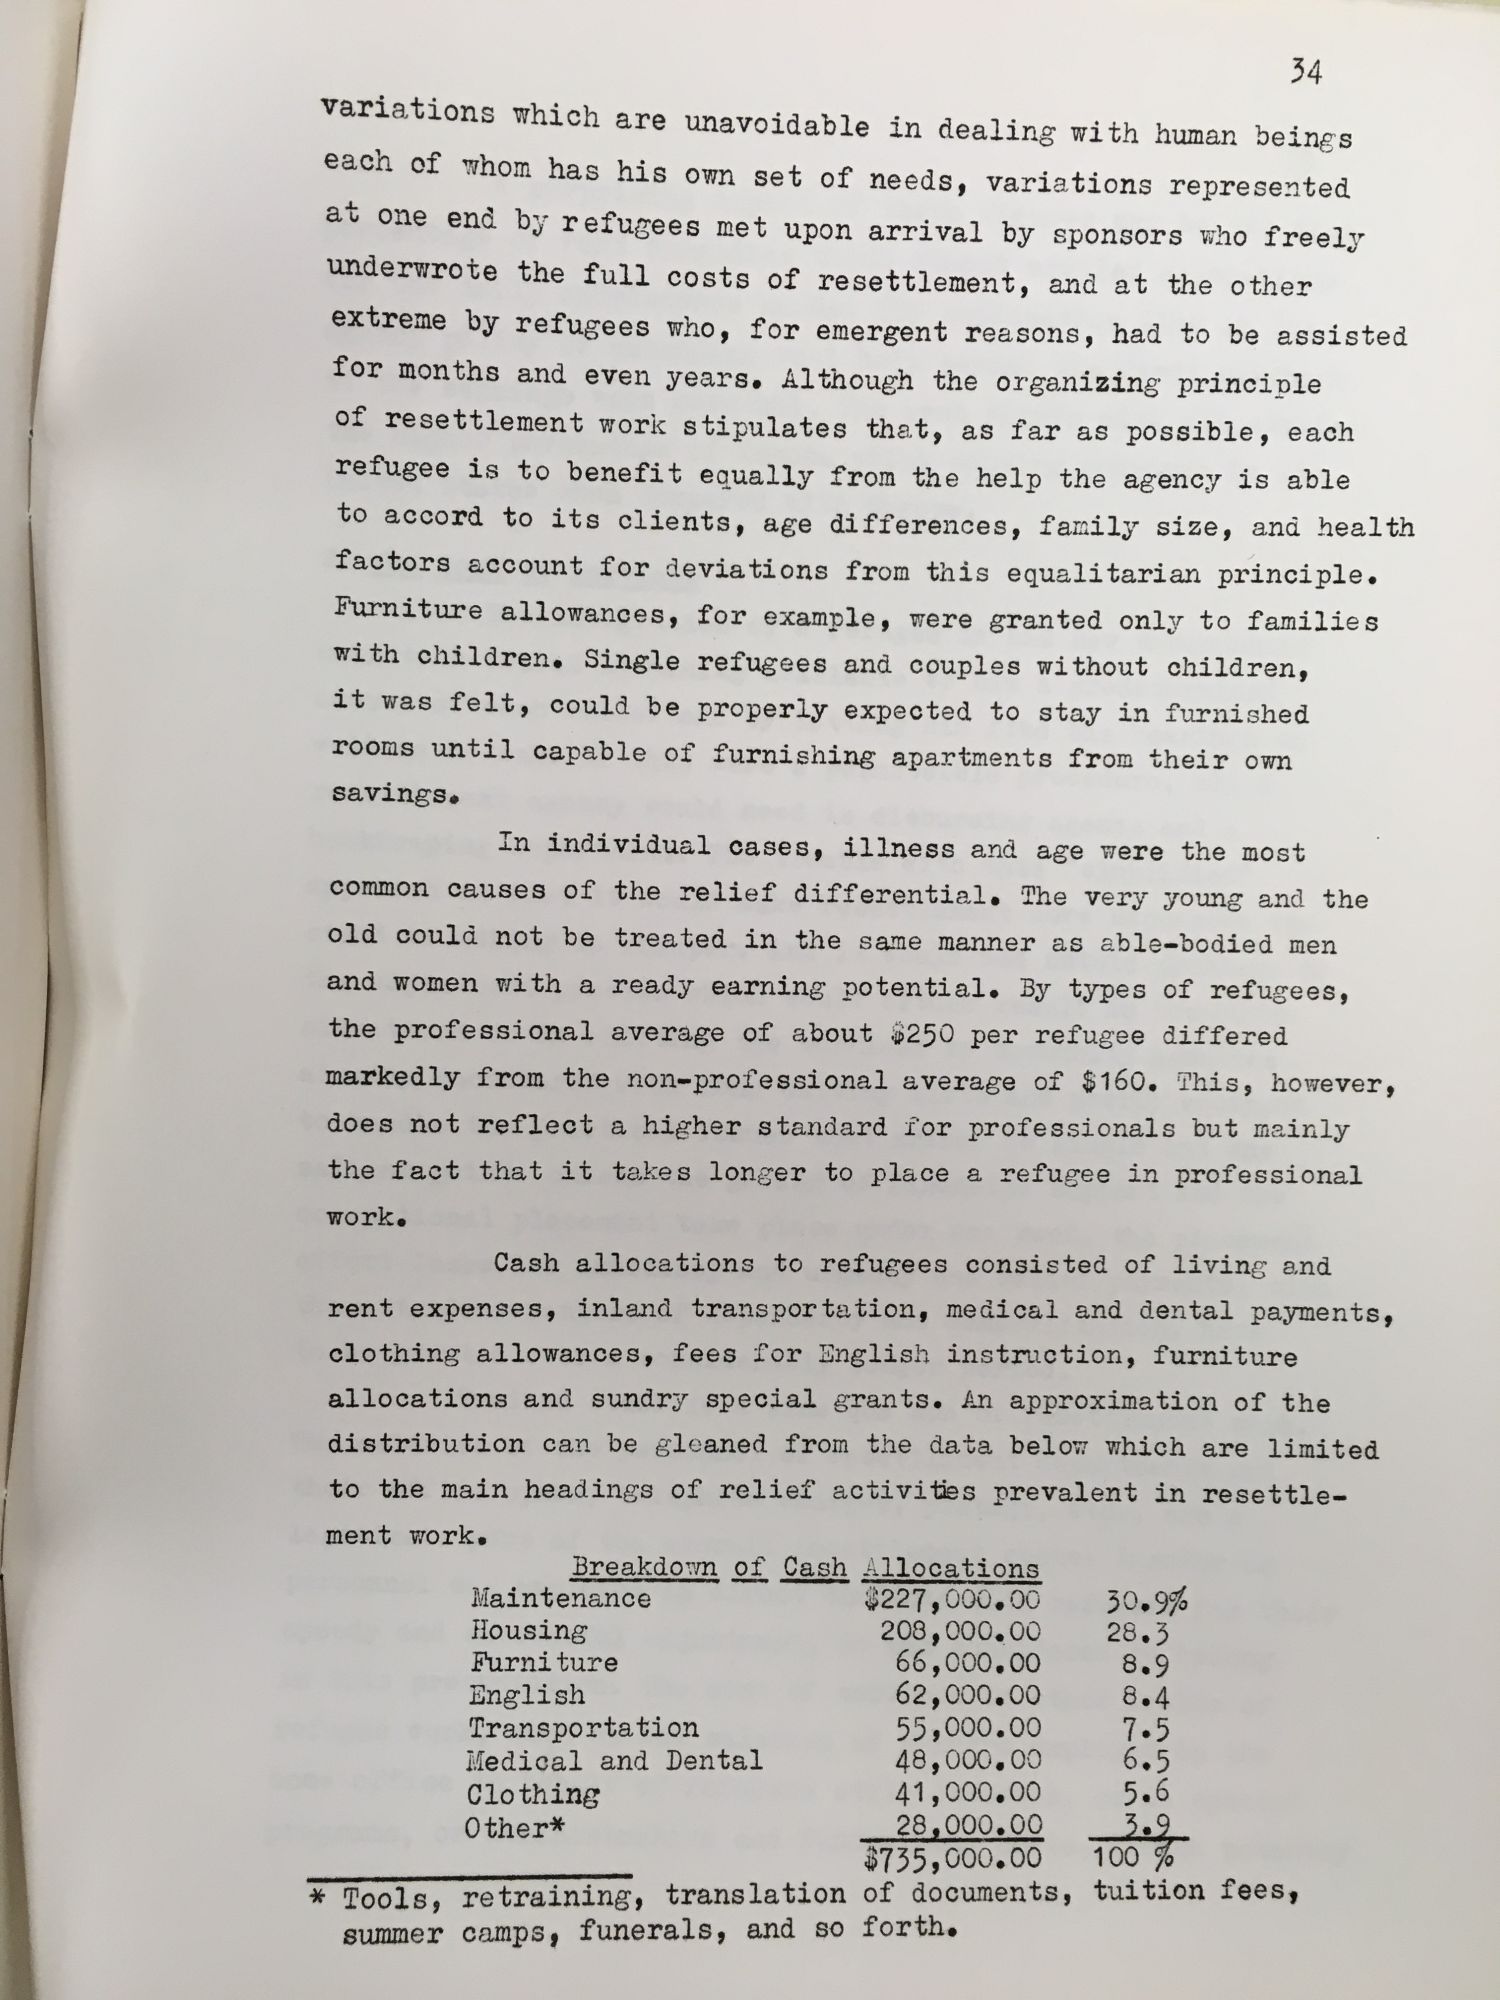 34
variations which are unavoidable in dealing with human beings
each of whom has his own set of needs, variations represented
at one end by refugees met upon arrival by sponsors who freely
underwrote the full costs of resettlement, and at the other
extreme by refugees who, for emergent reasons, had to be assisted
for months and even years. Although the organizing principle
of resettlement work stipulates that, as far as possible, each
refugee is to benefit equally from the help the agency is able
to accord to its clients, age differences, family size, and health
factors account for deviations from this equalitarian principle.
Furniture allowances, for example, were granted only to families
with children. Single refugees and couples without children,
it was felt, could be properly expected to stay in furnished
rooms until capable of furnishing apartments from their own
savings.
In individual cases, illness and age were the most
common causes of the relief differential. The very young and the
old could not be treated in the same manner as able-bodied men
and women with a ready earning potential. By types of refugees,
the professional average of about $250 per refugee differed
markedly from the non-professional average of $160. This, however,
does not reflect a higher standard for professionals but mainly
the fact that it takes longer to place a refugee in professional
work.
Cash allocations to refugees consisted of living and
rent expenses, inland transportation, medical and dental payments,
clothing allowances, fees for English instruction, furniture
allocations and sundry special grants. An approximation of the
distribution can be gleaned from the data below which are limited
to the main headings of relief activities prevalent in resettle-
ment work.
Breakdown of Cash Allocations
Maintenance $227,000.00 30.9%
Housing 208,000.00 28.3
Furniture 66,000.00 8.9
English 62,000.00 8.4
Transportation 55,000.00 7.5
Medical and Dental 48,000.00 6.5
Clothing 41,000.00 5.6
Other* 28,000.00 3.9
$735,000.00 100 %
* Tools, retraining, translation of documents, tuition fees,
summer camps, funerals, and so forth.